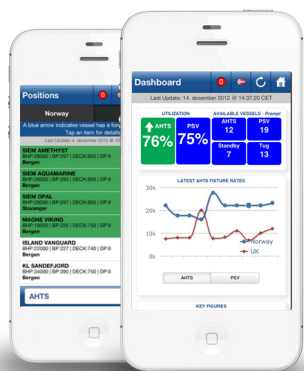 Positions
0
Norway
A blue arrow indicates vessel has a
Tap an item for details
Last Update: 4. desember 2012 @
SIEM AMETHYST
BHP:28000 | BP:297 | DECK:800 | DP:II
Bergen
SIEM AQUAMARINE
BHP:28000 | BP:280 | DECK:800 | DP:II
Bergen
SIEM OPAL
BHP:28000 | BP:297 | DECK:800 | DP:II
Stavanger
MAGNE VIKING
BHP:19000 | BP:225 | DECK:750 | DP:II
Bergen
ISLAND VANGUARD
BHP:22000 | BP:227 | DECK:740 | DP:II
Bergen
KL SANDEFJORD
BHP:34000 | BP:390 | DECK:750 | DP:II
Bergen
AHTS
Dashboard
0
Last Update: 14. desember 2012 @ 14:37:20 CET
UTILIZATION
AVAILABLE VESSELS - Prompt
AHTS
76%
PSV
75%
AHTS
12
PSV
19
Standby
7
Tug
13
LATEST AHTS FIXTURE RATES
30k
20k
10k
0k
Norway
UK
AHTS
PSV
KEY FIGURES